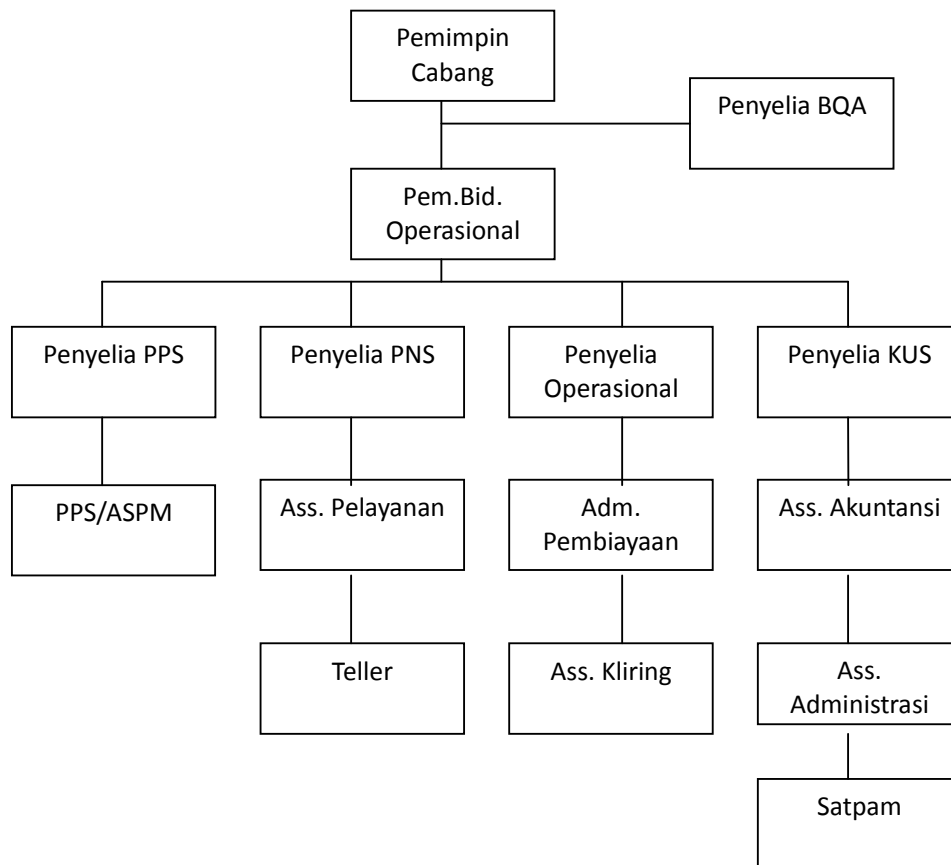 Pemimpin
Cabang
Penyelia BQA
Pem.Bid.
Operasional
Penyelia PPS
Penyelia PNS
Penyelia
Operasional
Penyelia KUS
PPS/ASPM
Ass. Pelayanan
Adm.
Pembiayaan
Ass. Akuntansi
Teller
Ass. Kliring
Ass.
Administrasi
Satpam